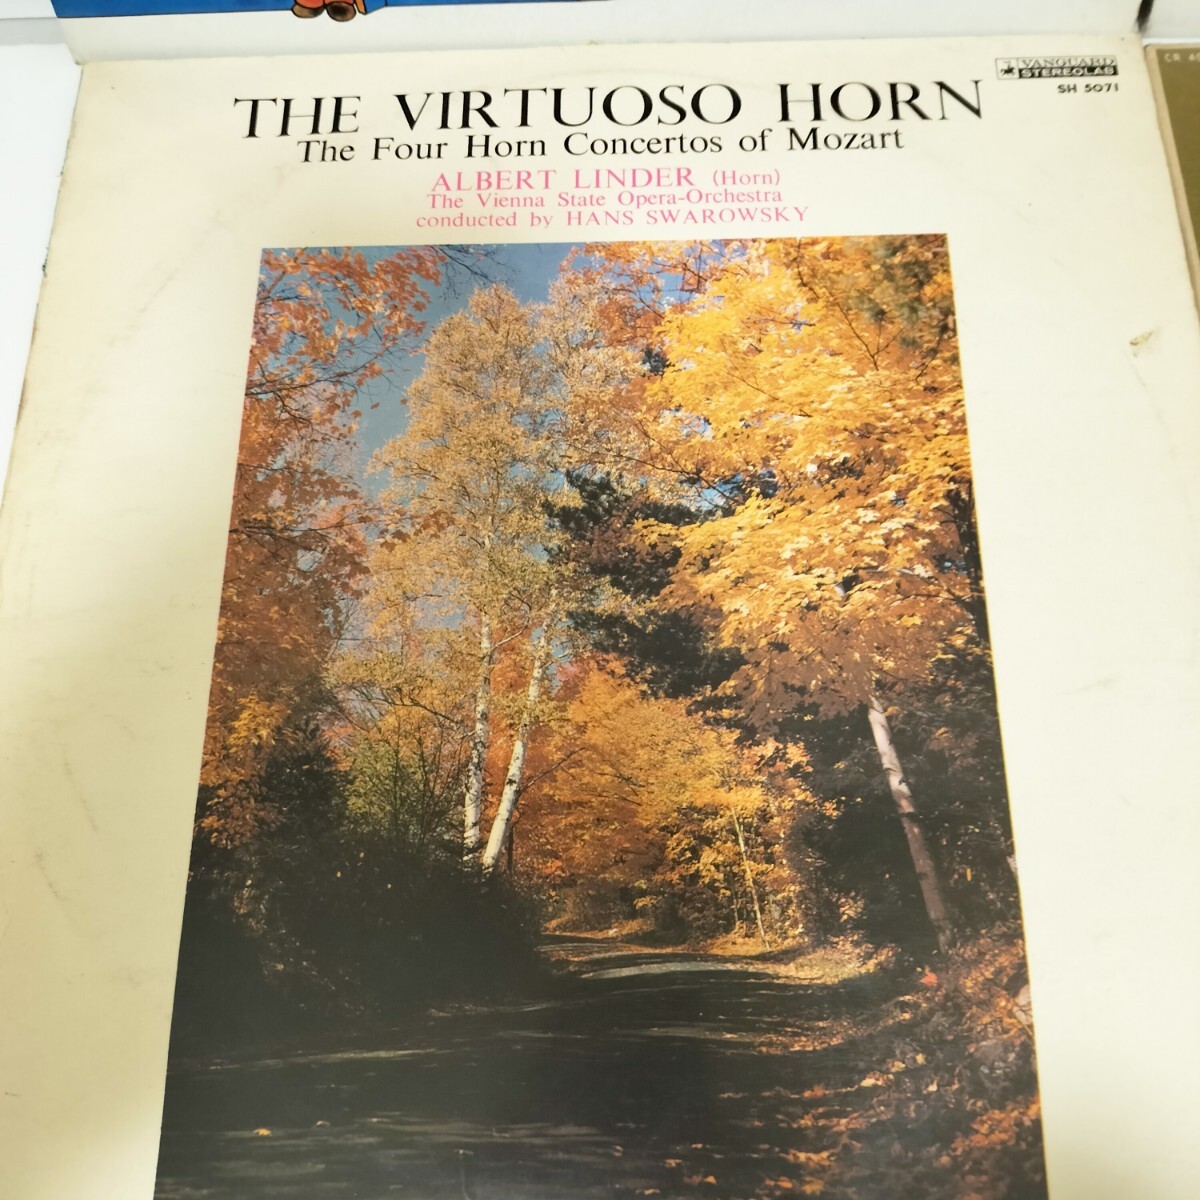 VANGUARD
STEREOLAB
SH 5071
THE VIRTUOSO HORN
The Four Horn Concertos of Mozart
ALBERT LINDER (Horn)
The Vienna State Opera-Orchestra
conducted by HANS SWAROWSKY
CR